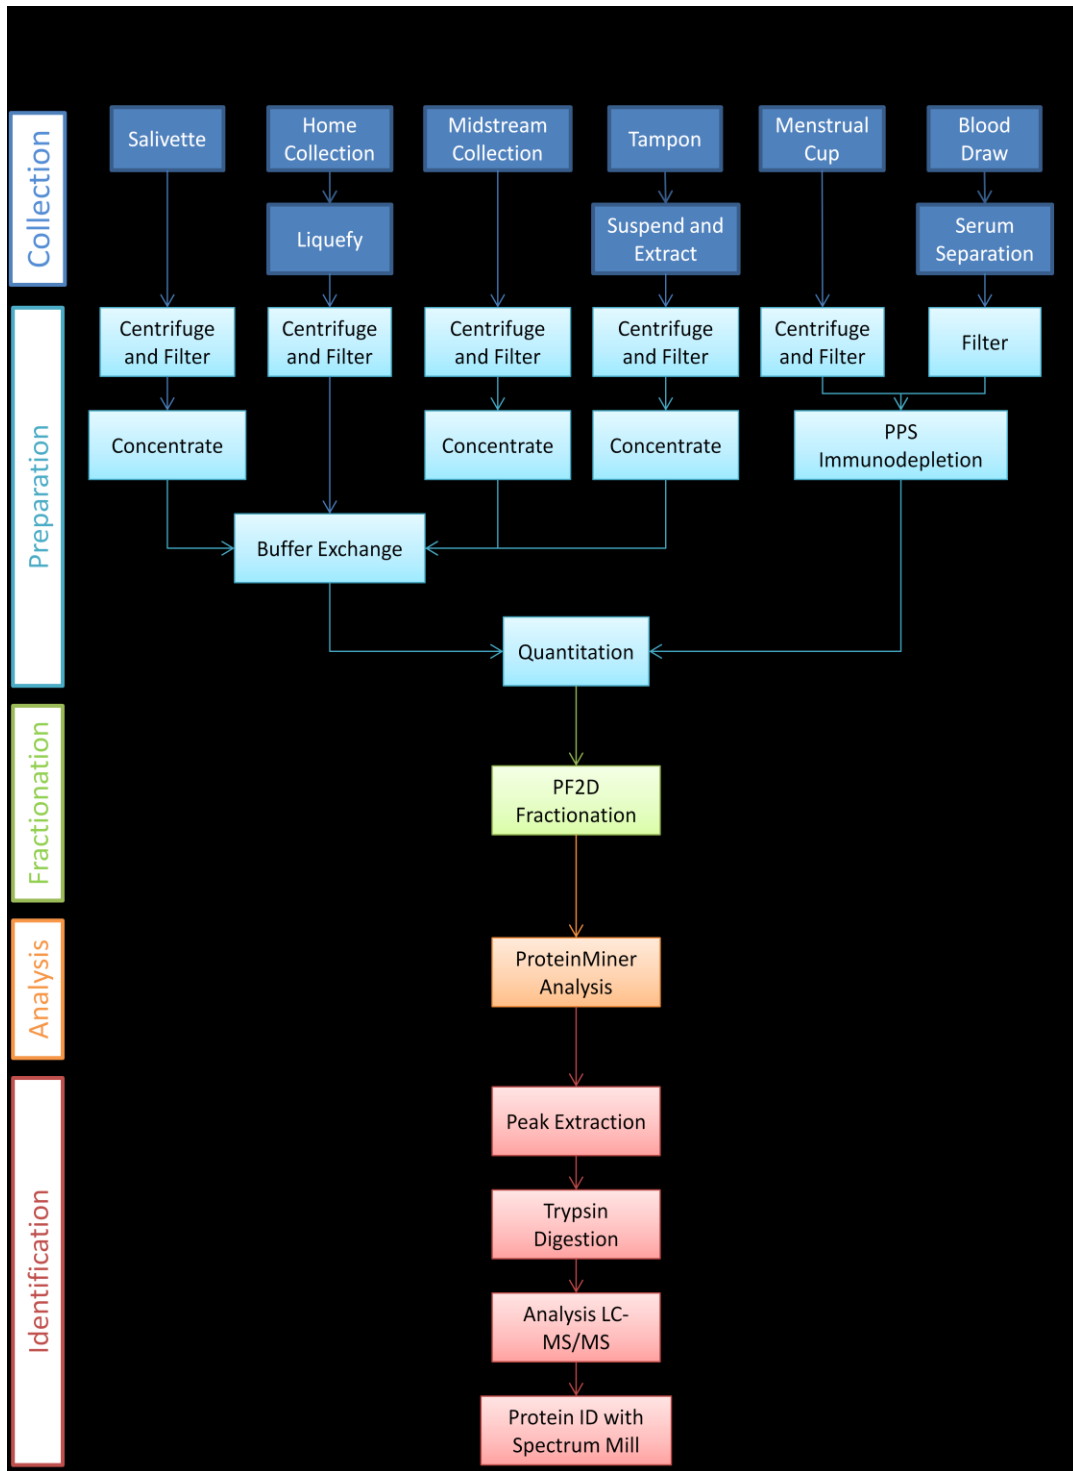 Collection
Salivette
Home
Collection
Midstream
Collection
Tampon
Menstrual
Cup
Blood
Draw
Liquefy
Suspend and
Extract
Serum
Separation
Preparation
Centrifuge
and Filter
Centrifuge
and Filter
Centrifuge
and Filter
Centrifuge
and Filter
Centrifuge
and Filter
Filter
Concentrate
Concentrate
Concentrate
PPS
Immunodepletion
Buffer Exchange
Quantitation
Fractionation
PF2D
Fractionation
Analysis
ProteinMiner
Analysis
Identification
Peak Extraction
Trypsin
Digestion
Analysis LC-
MS/MS
Protein ID with
Spectrum Mill